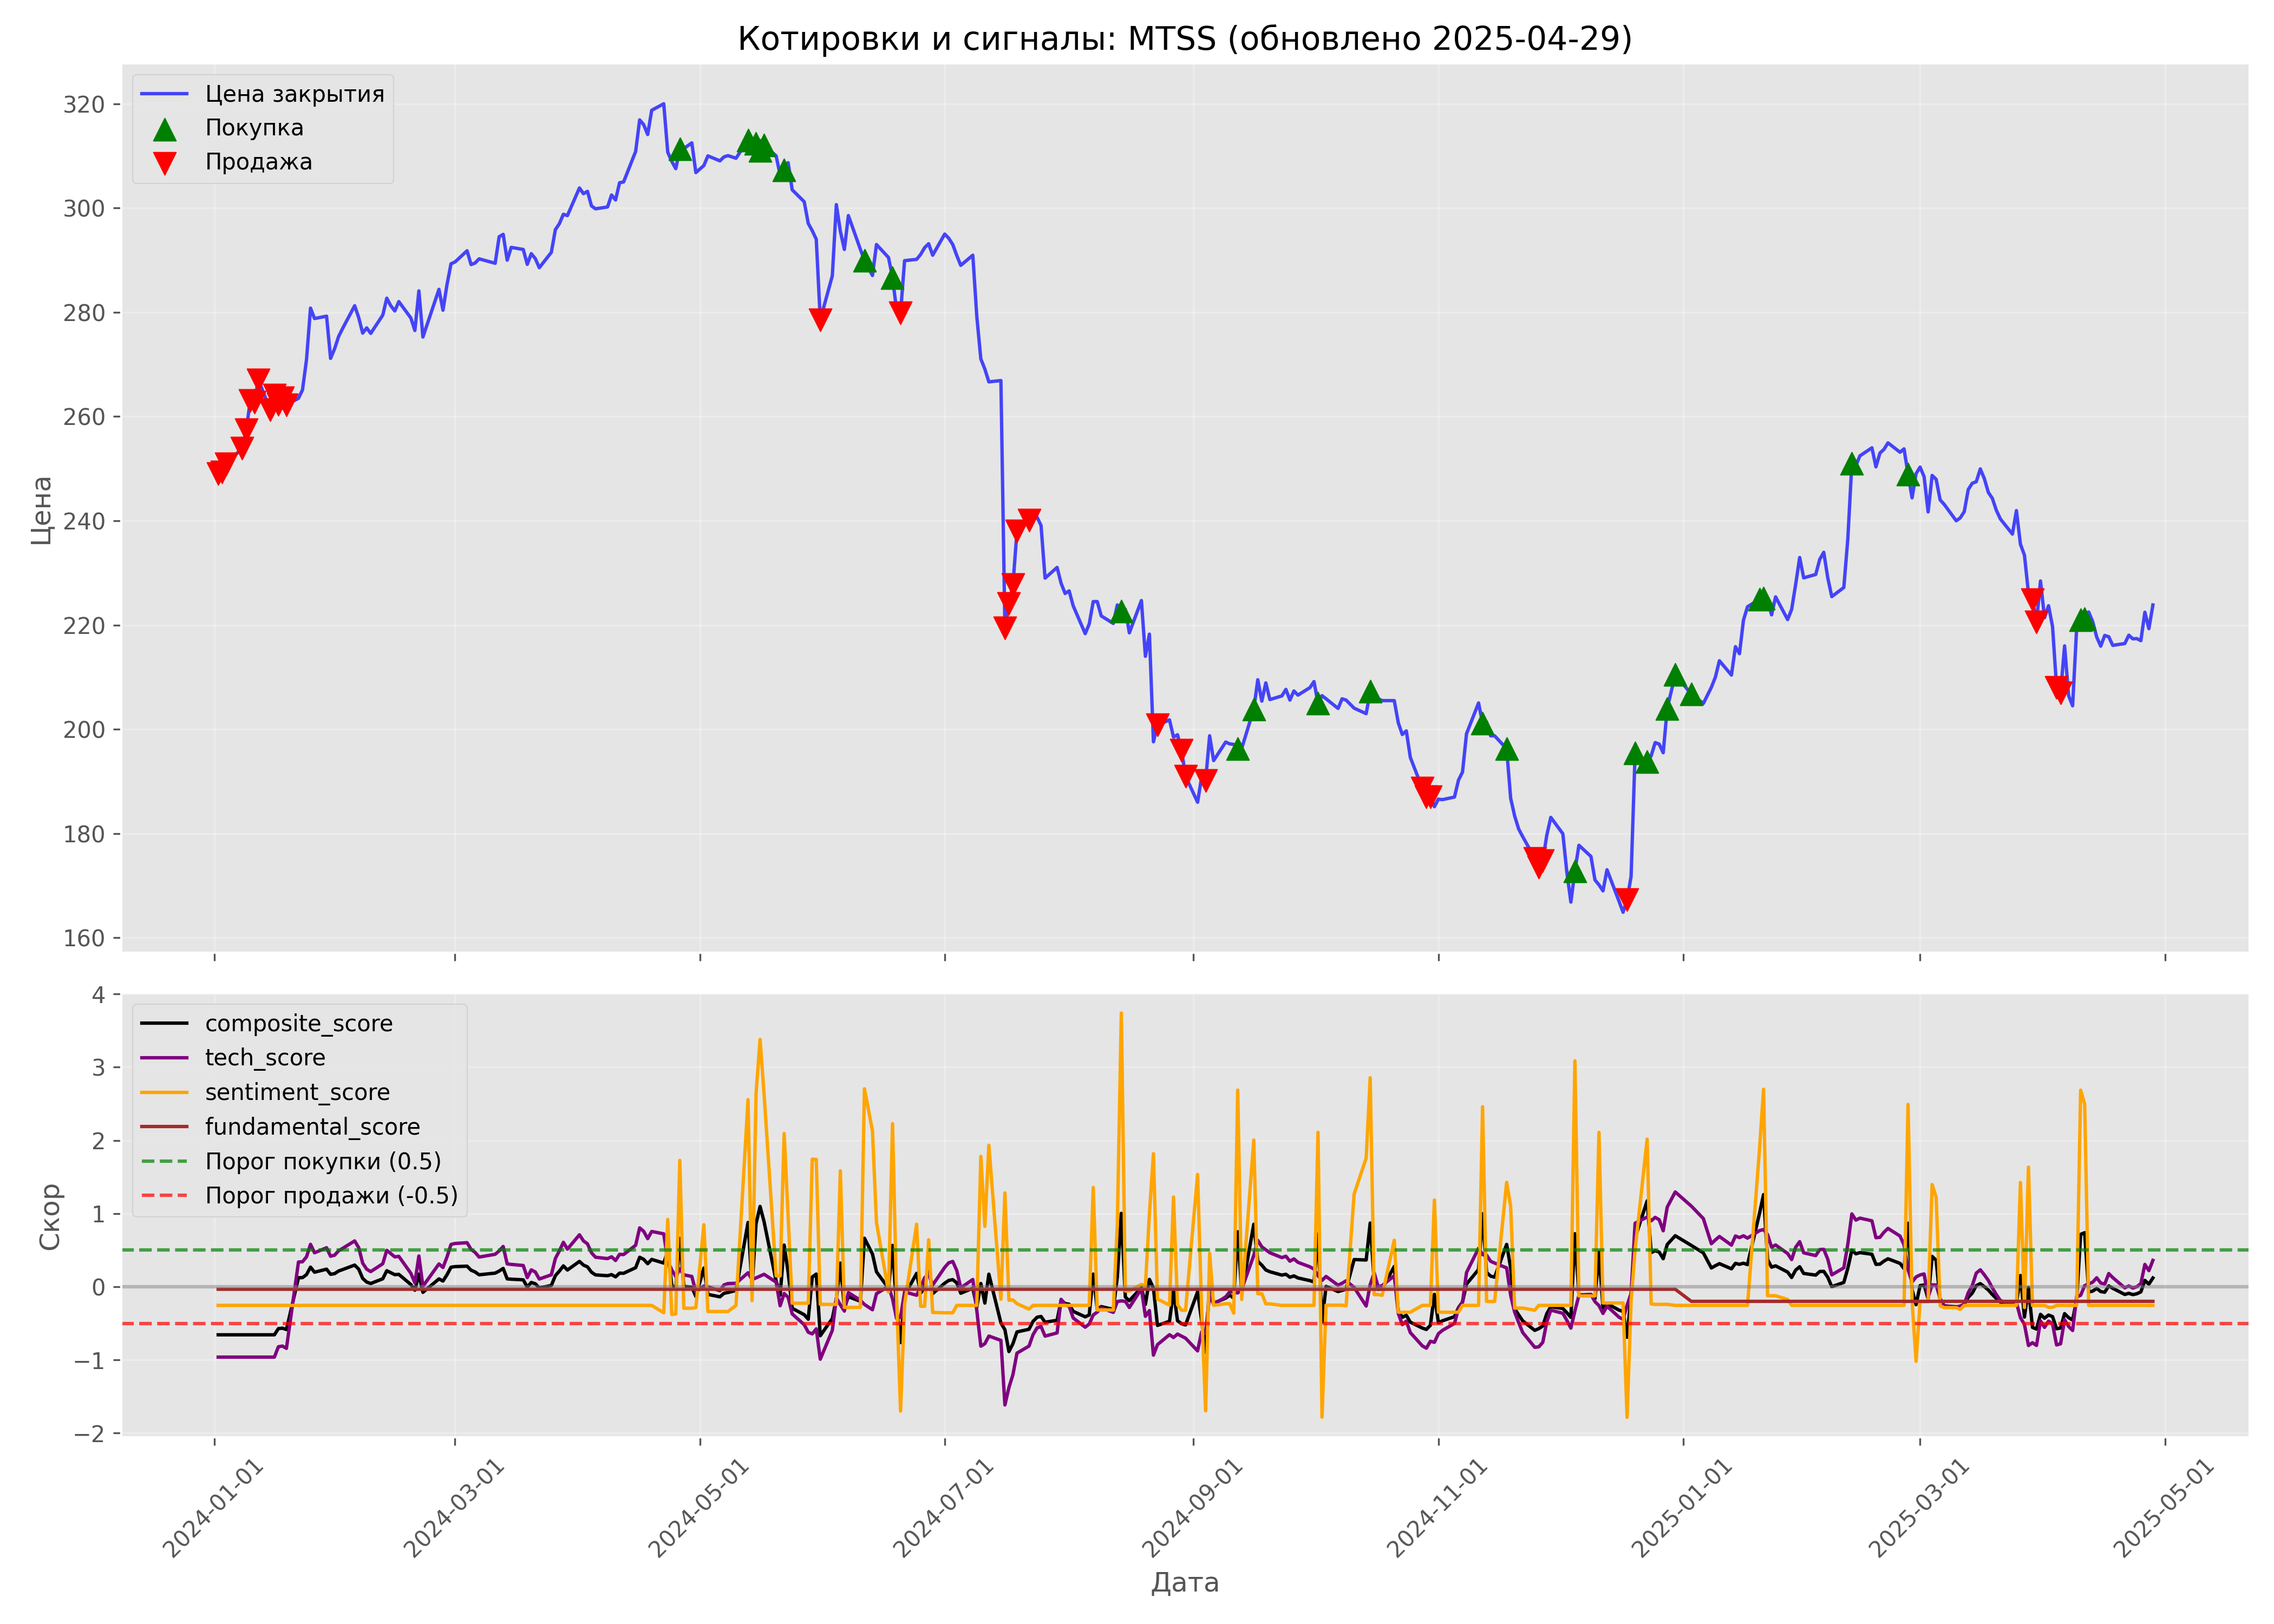 Котировки и сигналы: MTSS (обновлено 2025-04-29)
Цена закрытия
Покупка
Продажа
320
300
280
260
240
220
200
180
160
Цена
composite_score
tech_score
sentiment_score
fundamental_score
Порог покупки (0.5)
Порог продажи (-0.5)
4
3
2
1
0
−1
−2
Скор
2024-01-01
2024-03-01
2024-05-01
2024-07-01
2024-09-01
2024-11-01
2025-01-01
2025-03-01
2025-05-01
Дата